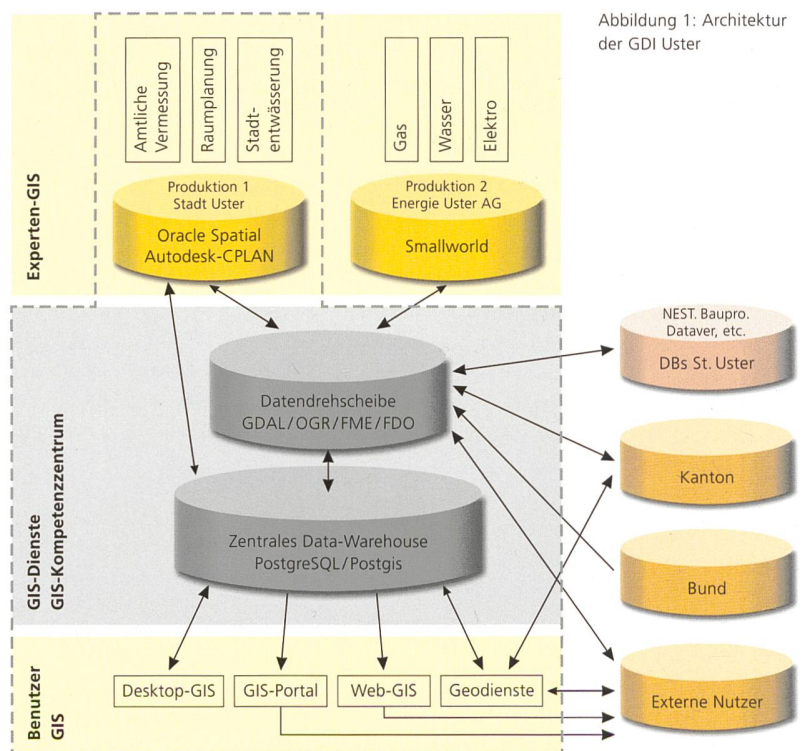 Abbildung 1: Architektur
der GDI Uster
Experten-GIS
Amtliche
Vermessung
Raumplanung
Stadt-
entwässerung
Gas
Wasser
Elektro
Produktion 1
Stadt Uster
Oracle Spatial
Autodesk-CPLAN
Produktion 2
Energie Uster AG
Smallworld
GIS-Dienste
GIS-Kompetenzzentrum
Datendrehscheibe
GDAL/OGR/FME/FDO
Zentrales Data-Warehouse
PostgreSQL/Postgis
NEST. Baupro.
Dataver, etc.
DBs St. Uster
Kanton
Bund
Externe Nutzer
Benutzer
GIS
Desktop-GIS
GIS-Portal
Web-GIS
Geodienste